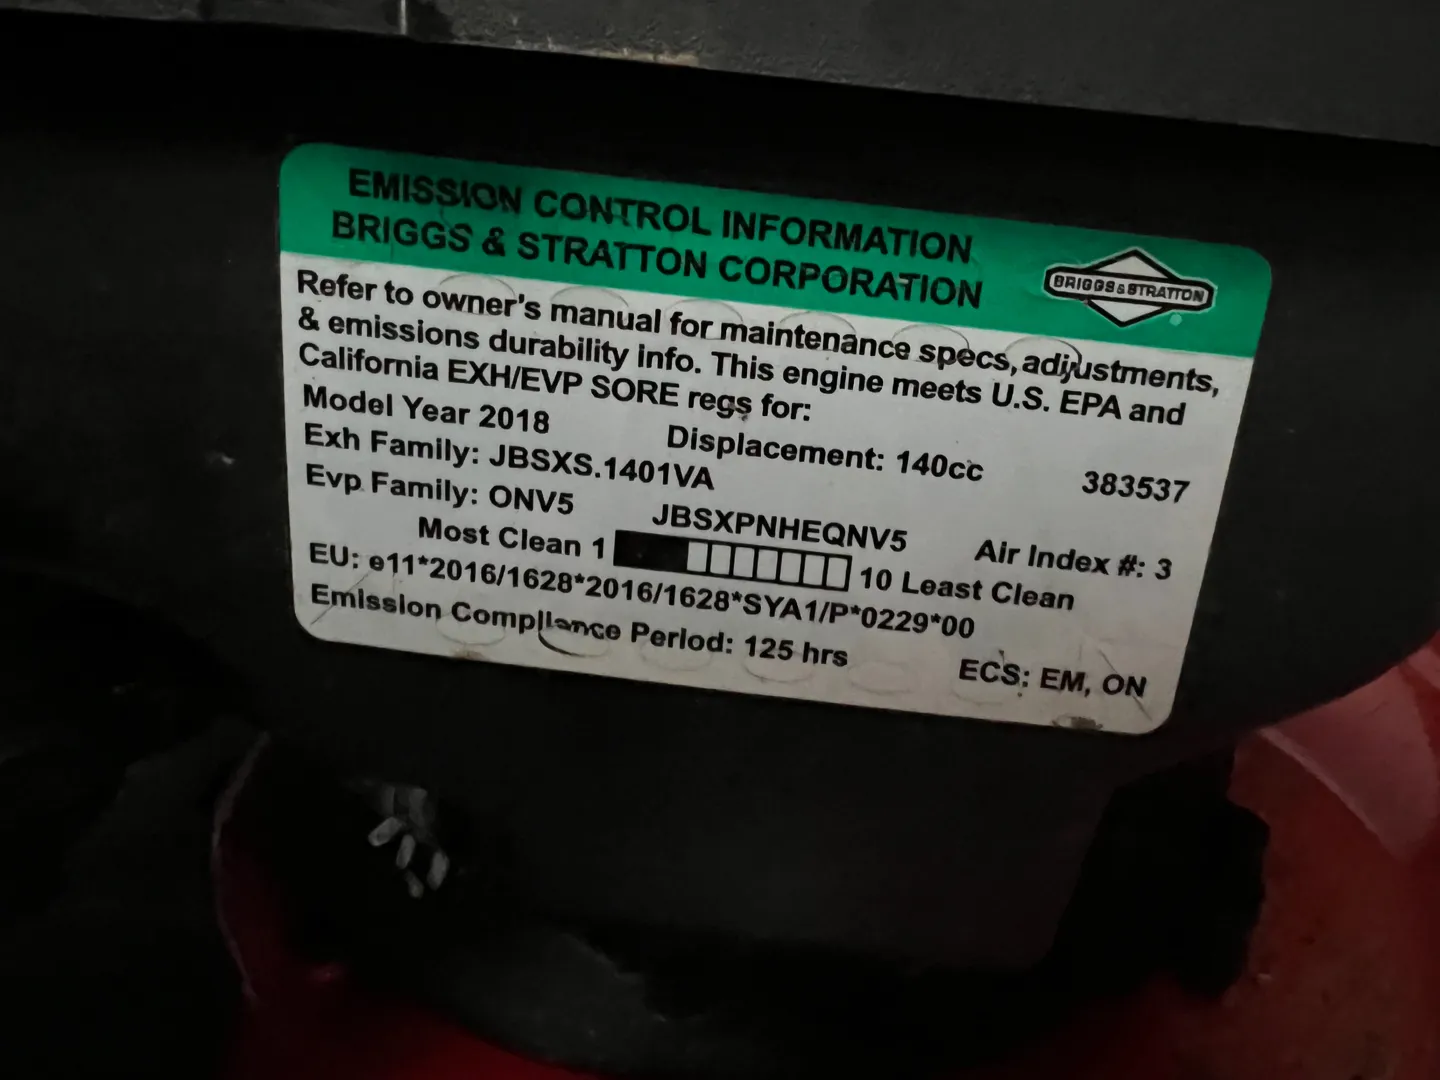 EMISSION CONTROL INFORMATION
BRIGGS & STRATTON CORPORATION
BRIGGS & STRATTON
Refer to owner's manual for maintenance specs, adjustments,
& emissions durability info. This engine meets U.S. EPA and
California EXH/EVP SORE regs for:
Model Year 2018 Displacement: 140cc 383537
Exh Family: JBSXS.1401VA
Evp Family: ONV5 JBSXPNHEQNV5 Air Index #: 3
Most Clean 1 10 Least Clean
EU: e11*2016/1628*2016/1628*SYA1/P*0229*00
Emission Compliance Period: 125 hrs ECS: EM, ON